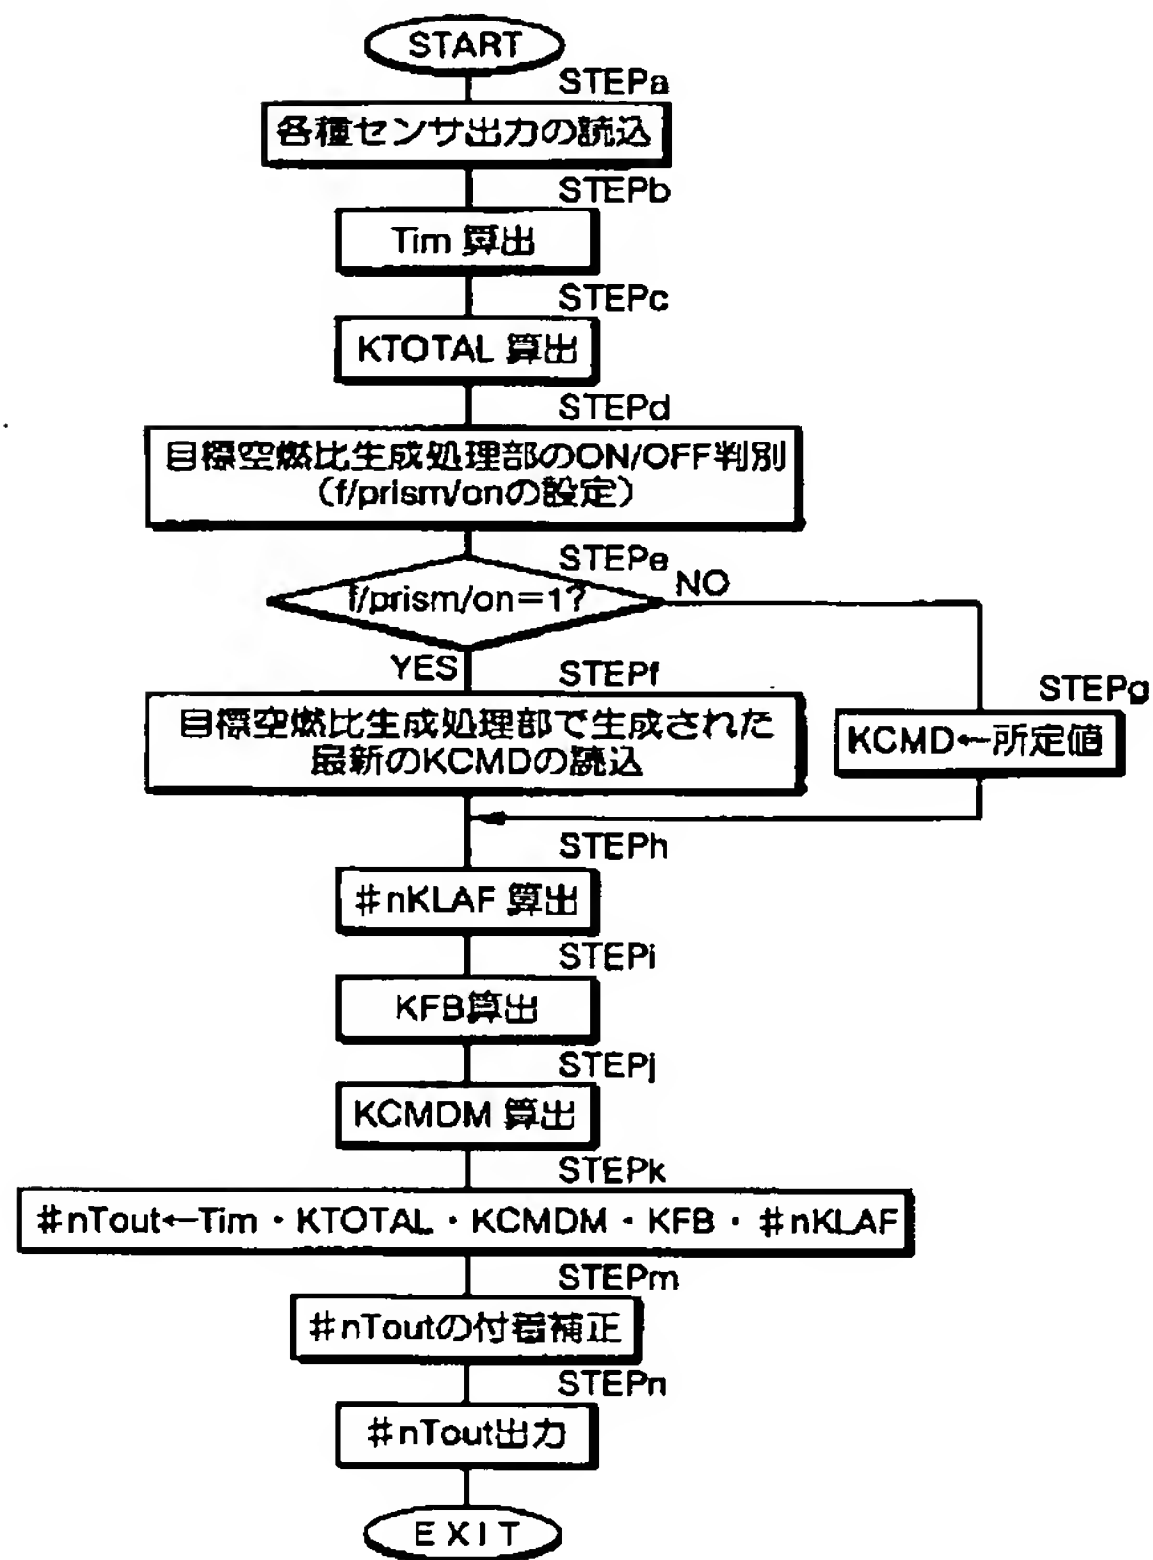 START
STEPa
各種センサ出力の読込
STEPb
Tim 算出
STEPc
KTOTAL 算出
STEPd
目標空燃比生成処理部のON/OFF判別
(f/prism/onの設定)
STEPe
f/prism/on=1?
NO
YES
STEPf
目標空燃比生成処理部で生成された
最新のKCMDの読込
STEPg
KCMD←所定値
STEPh
#nKLAF 算出
STEPi
KFB算出
STEPj
KCMDM 算出
STEPk
#nTout←Tim・KTOTAL・KCMDM・KFB・#nKLAF
STEPm
#nToutの付着補正
STEPn
#nTout出力
EXIT